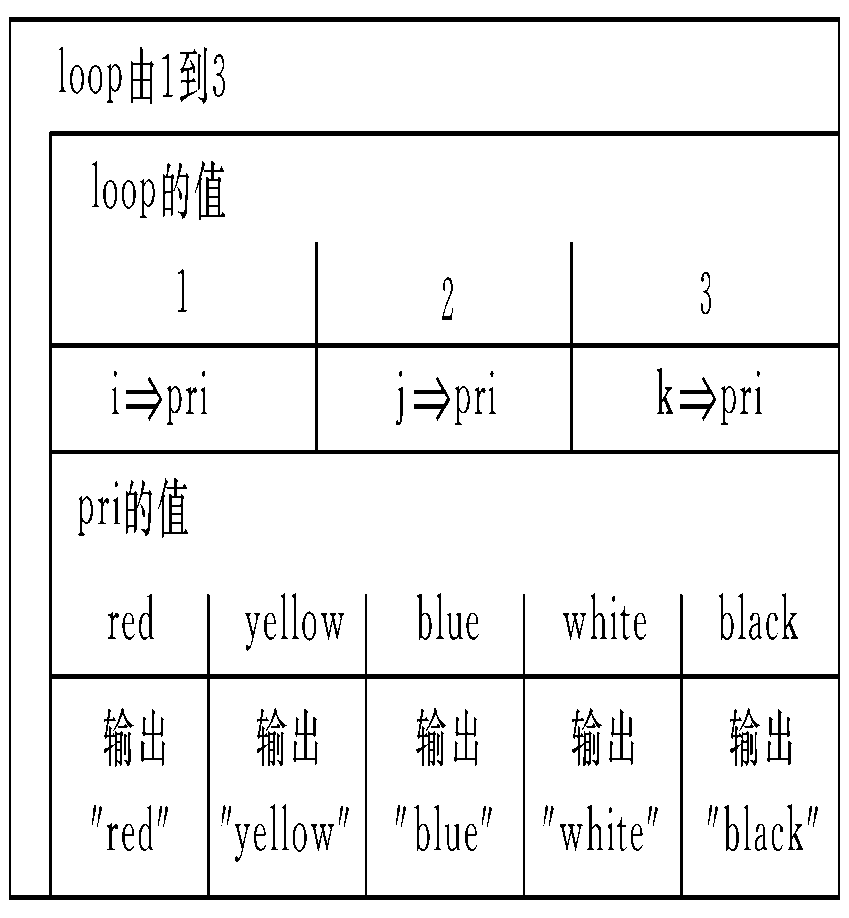 loop由1到3
loop的值
1 2 3
i⇒pri j⇒pri k⇒pri
pri的值
red yellow blue white black
输出 输出 输出 输出 输出
"red" "yellow" "blue" "white" "black"